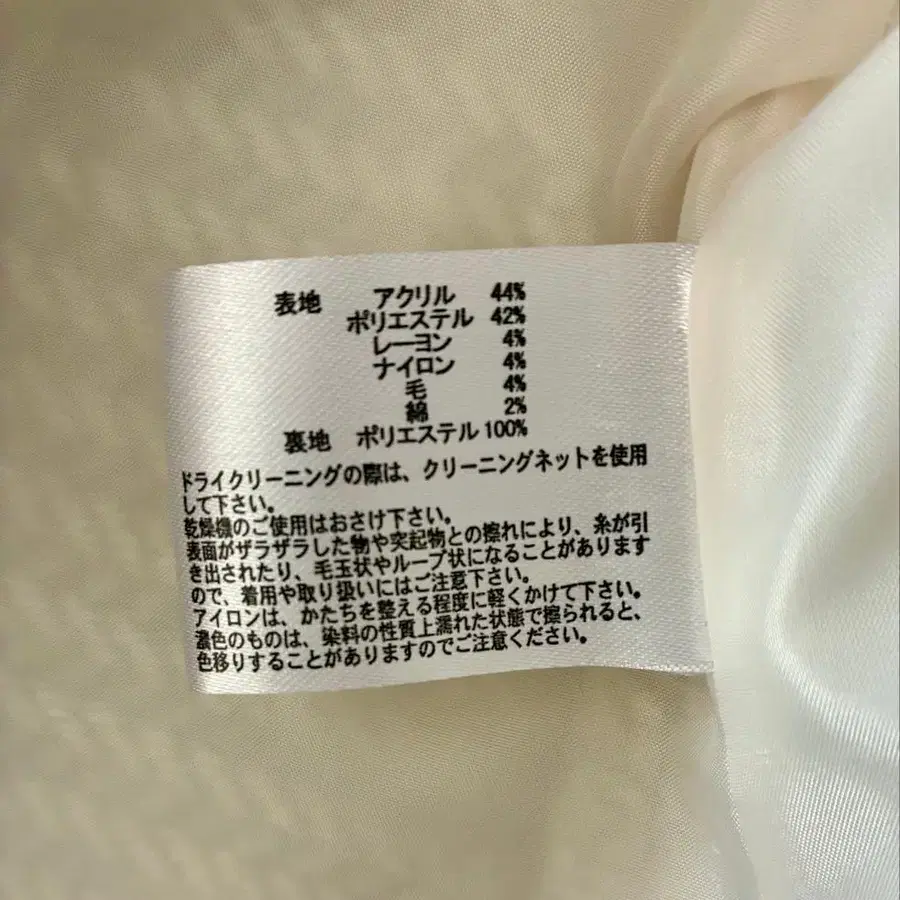 表地 アクリル 44%
ポリエステル 42%
レーヨン 4%
ナイロン 4%
毛 4%
綿 2%
裏地 ポリエステル 100%
ドライクリーニングの際は、クリーニングネットを使用
して下さい。
乾燥機のご使用はおさけ下さい。
表面がザラザラした物や突起物との擦れにより、糸が引
き出されたり、毛玉状やループ状になることがあります
ので、着用や取り扱いにはご注意下さい。
アイロンは、かたちを整える程度に軽くかけて下さい。
濃色のものは、染料の性質上濡れた状態で擦られると、
色移りすることがありますのでご注意ください。